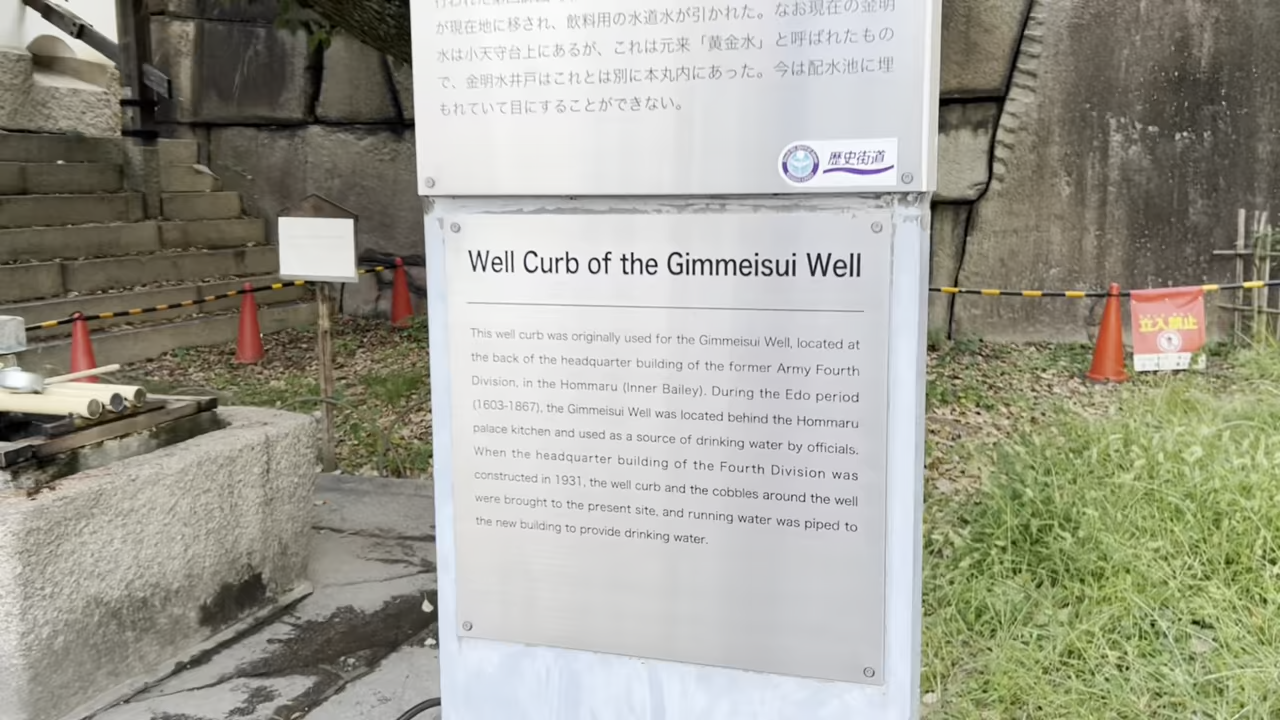 が現在地に移され、飲料用の水道水が引かれた。なお現在の金明
水は小天守台上にあるが、これは元来「黄金水」と呼ばれたもの
で、金明水井戸はこれとは別に本丸内にあった。今は配水池に埋
もれていて目にすることができない。
歴史街道
Well Curb of the Gimmeisui Well
This well curb was originally used for the Gimmeisui Well, located at
the back of the headquarter building of the former Army Fourth
Division, in the Hommaru (Inner Bailey). During the Edo period
(1603-1867), the Gimmeisui Well was located behind the Hommaru
palace kitchen and used as a source of drinking water by officials.
When the headquarter building of the Fourth Division was
constructed in 1931, the well curb and the cobbles around the well
were brought to the present site, and running water was piped to
the new building to provide drinking water.
立入禁止